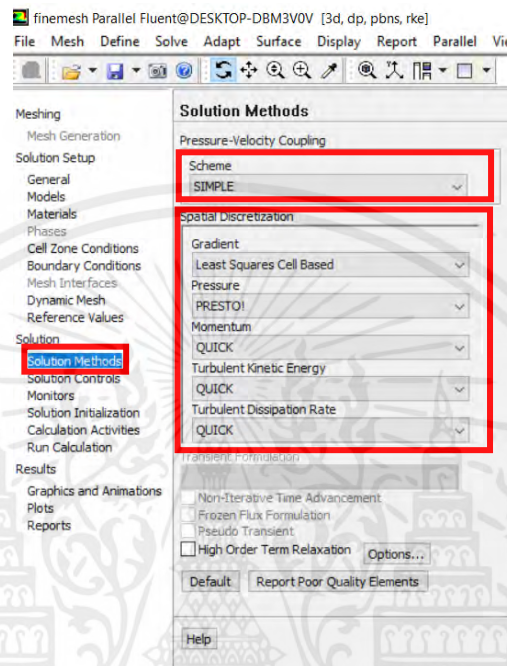 finemesh Parallel Fluent@DESKTOP-DBM3V0V [3d, dp, pbns, rke]
File Mesh Define Solve Adapt Surface Display Report Parallel Vie
Meshing
Mesh Generation
Solution Setup
General
Models
Materials
Phases
Cell Zone Conditions
Boundary Conditions
Mesh Interfaces
Dynamic Mesh
Reference Values
Solution
Solution Methods
Solution Controls
Monitors
Solution Initialization
Calculation Activities
Run Calculation
Results
Graphics and Animations
Plots
Reports
Solution Methods
Pressure-Velocity Coupling
Scheme
SIMPLE
Spatial Discretization
Gradient
Least Squares Cell Based
Pressure
PRESTO!
Momentum
QUICK
Turbulent Kinetic Energy
QUICK
Turbulent Dissipation Rate
QUICK
Transient Formulation
Non-Iterative Time Advancement
Frozen Flux Formulation
Pseudo Transient
High Order Term Relaxation Options...
Default Report Poor Quality Elements
Help